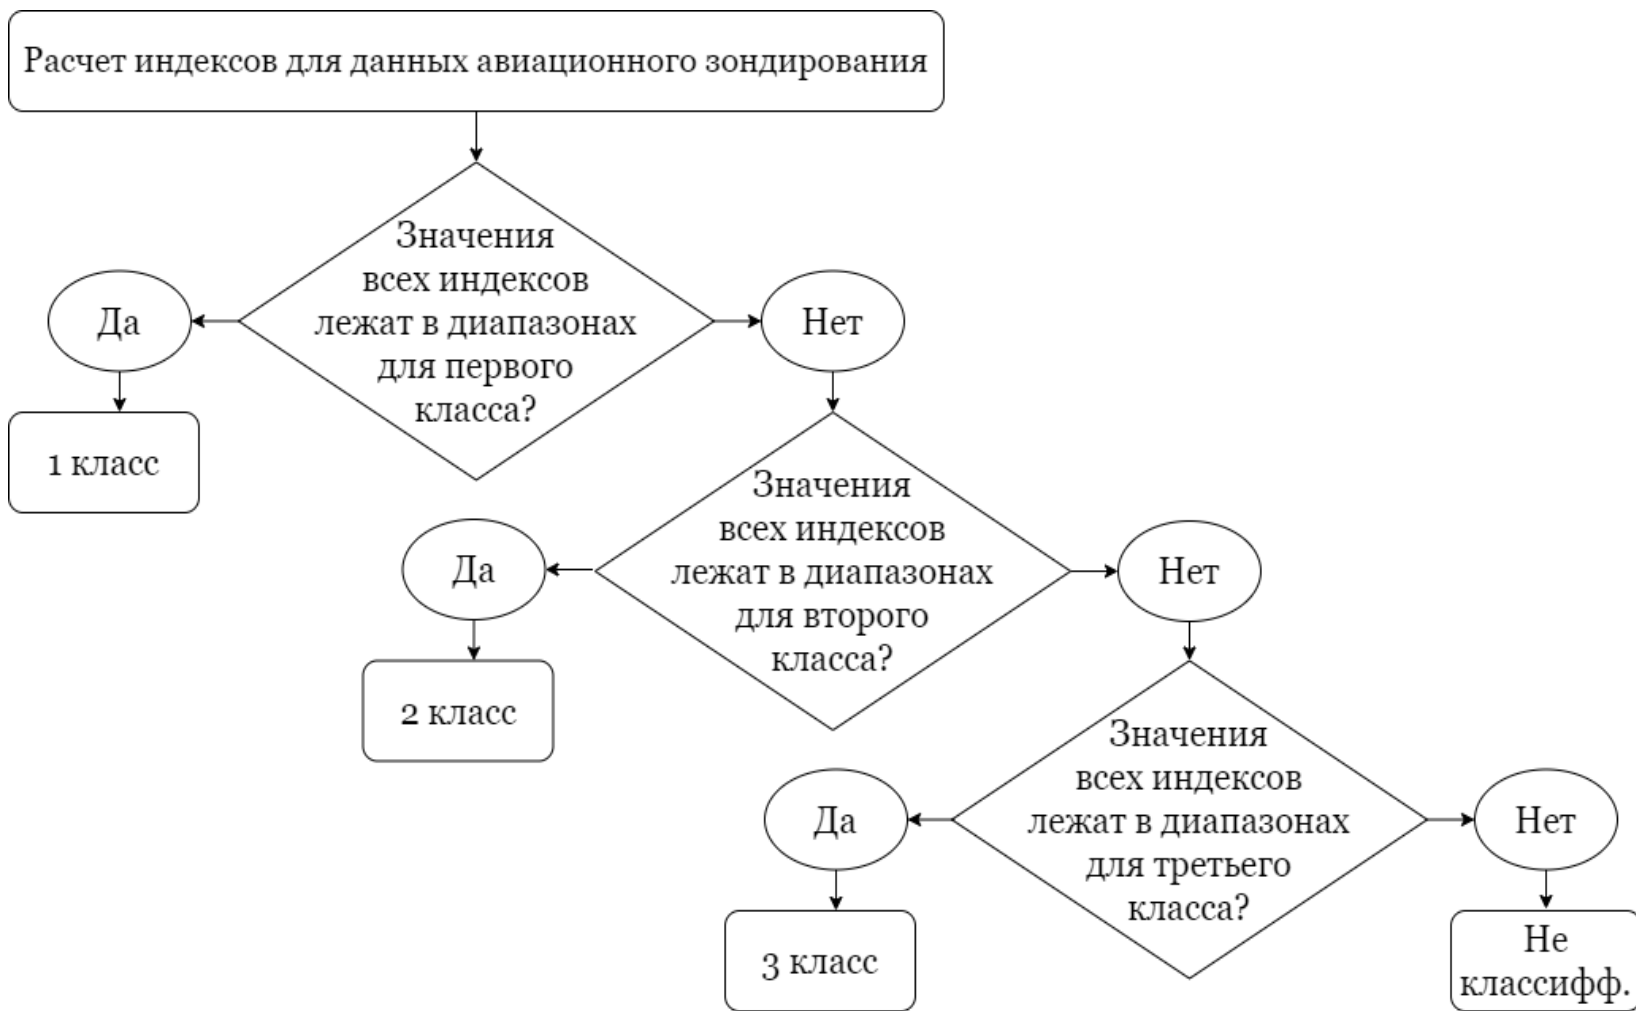 Расчет индексов для данных авиационного зондирования
Значения
всех индексов
лежат в диапазонах
для первого
класса?
Да
Нет
1 класс
Значения
всех индексов
лежат в диапазонах
для второго
класса?
Да
Нет
2 класс
Значения
всех индексов
лежат в диапазонах
для третьего
класса?
Да
Нет
3 класс
Не
классифф.